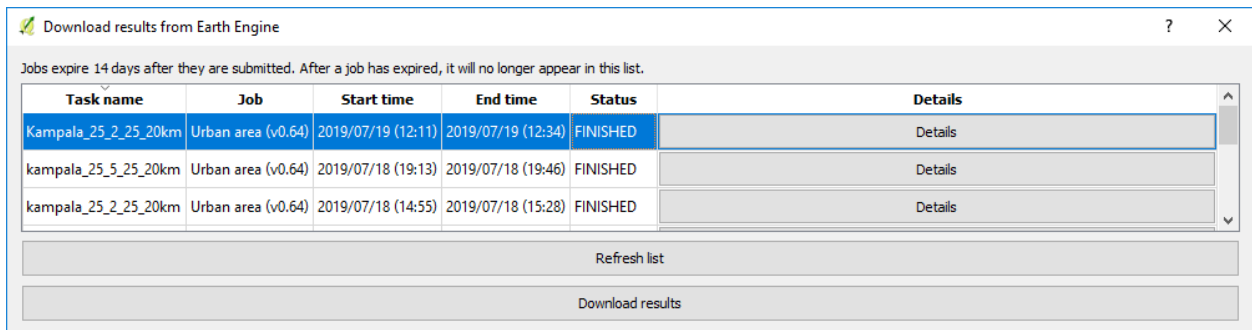 Download results from Earth Engine
Jobs expire 14 days after they are submitted. After a job has expired, it will no longer appear in this list.
Task name Job Start time End time Status Details
Kampala_25_2_25_20km Urban area (v0.64) 2019/07/19 (12:11) 2019/07/19 (12:34) FINISHED Details
kampala_25_5_25_20km Urban area (v0.64) 2019/07/18 (19:13) 2019/07/18 (19:46) FINISHED Details
kampala_25_2_25_20km Urban area (v0.64) 2019/07/18 (14:55) 2019/07/18 (15:28) FINISHED Details
Refresh list
Download results